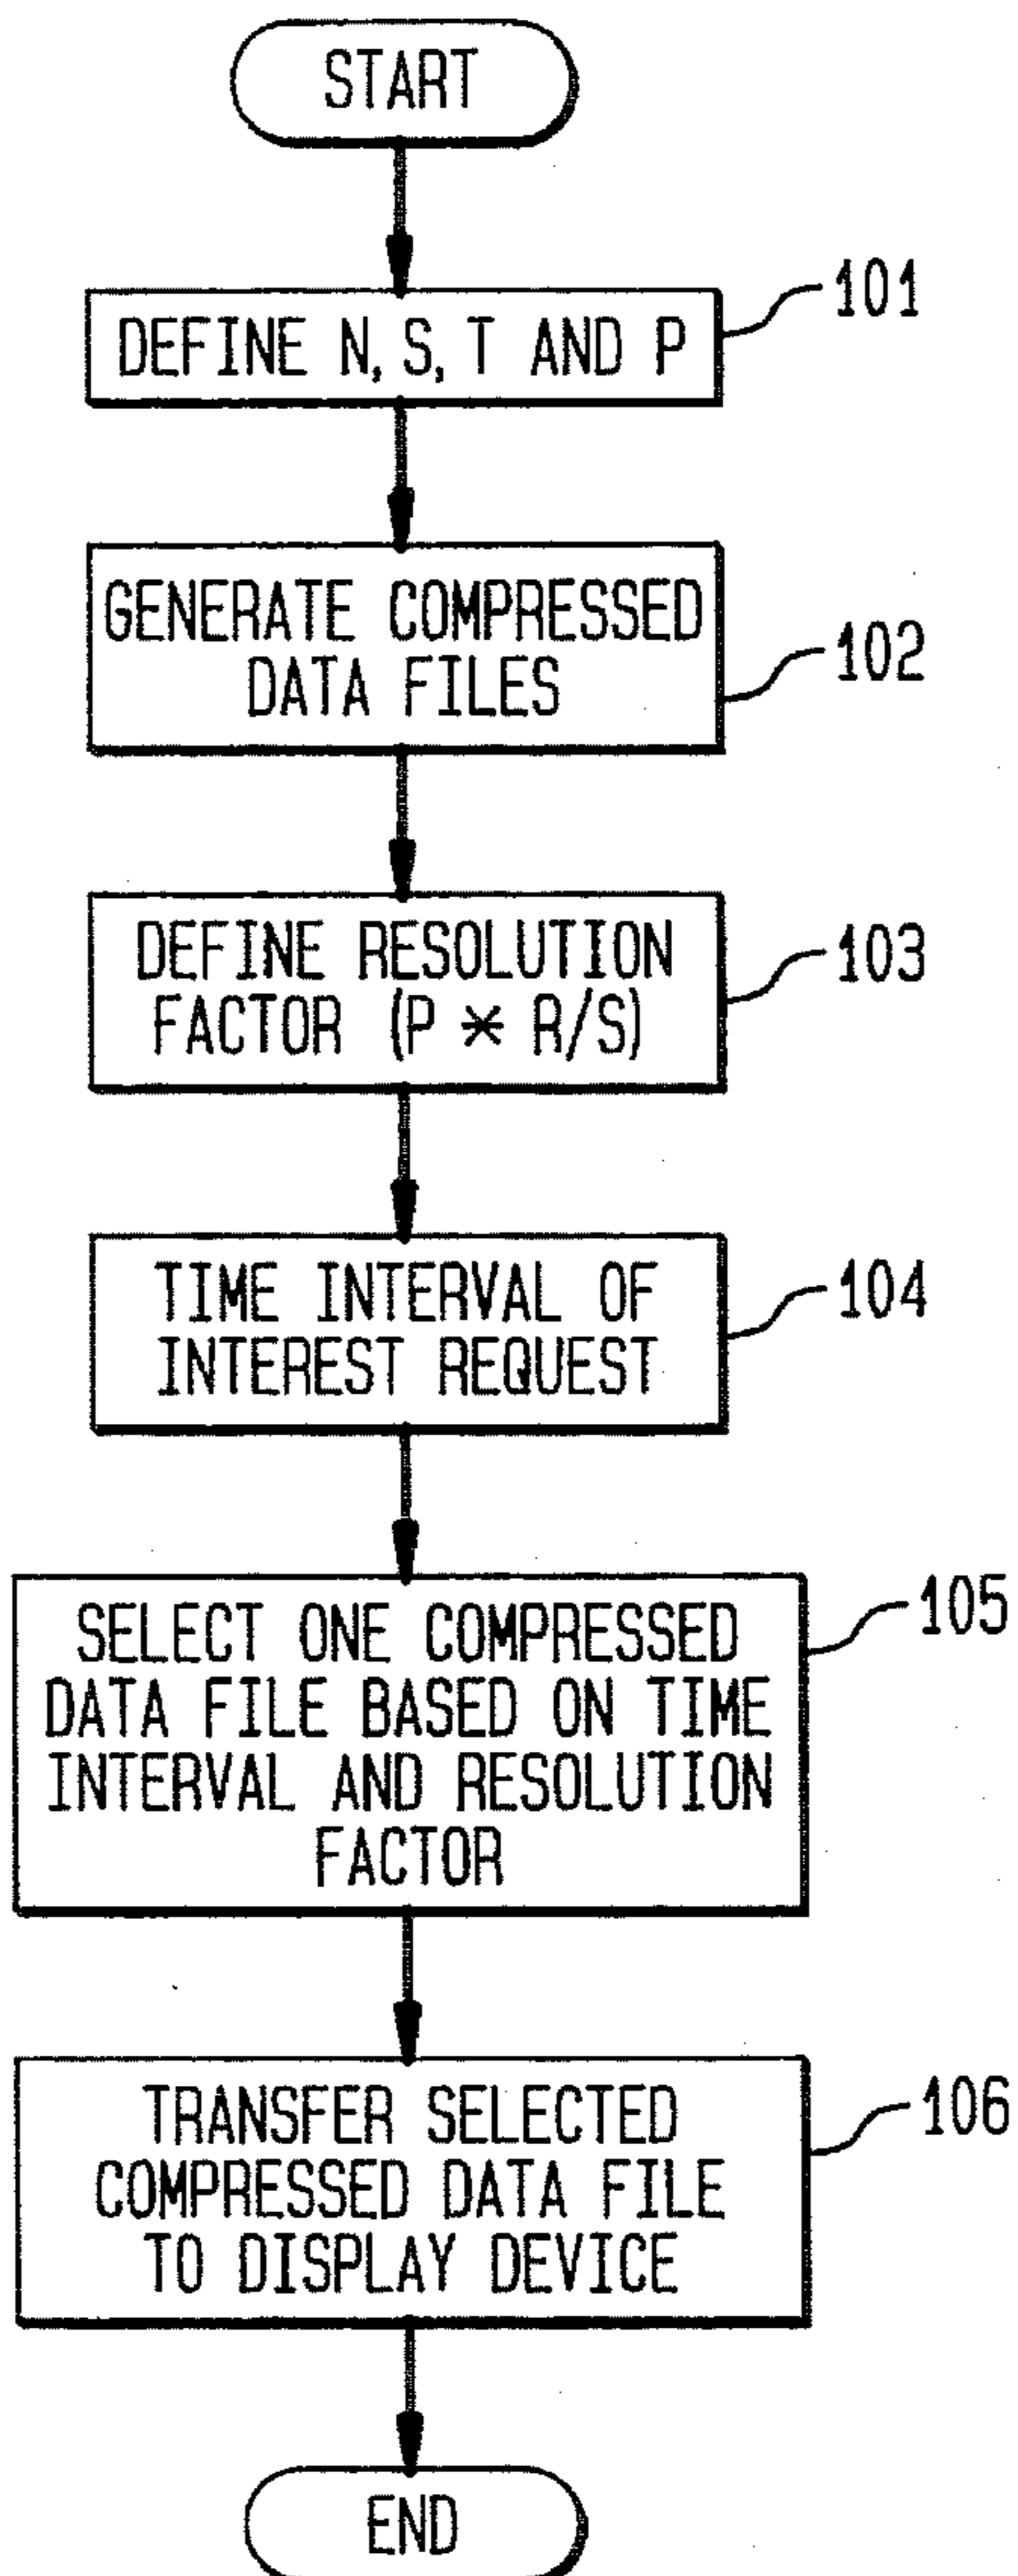 START
DEFINE N, S, T AND P
101
GENERATE COMPRESSED
DATA FILES
102
DEFINE RESOLUTION
FACTOR (P * R/S)
103
TIME INTERVAL OF
INTEREST REQUEST
104
SELECT ONE COMPRESSED
DATA FILE BASED ON TIME
INTERVAL AND RESOLUTION
FACTOR
105
TRANSFER SELECTED
COMPRESSED DATA FILE
TO DISPLAY DEVICE
106
END